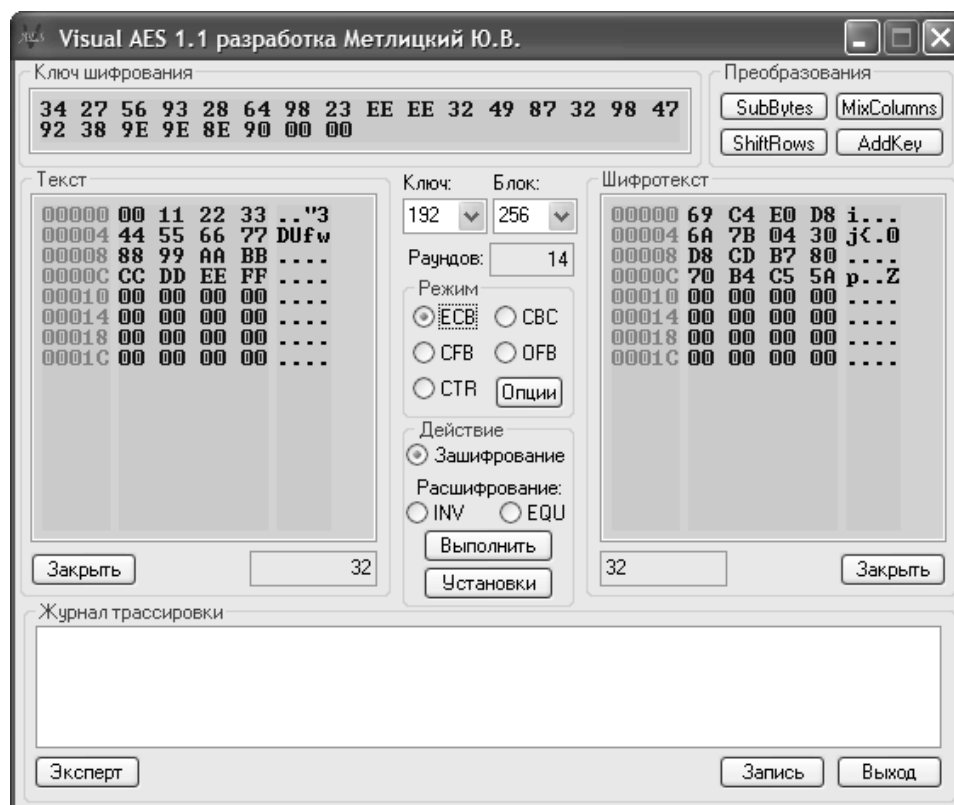 Visual AES 1.1 разработка Метлицкий Ю.В.
Ключ шифрования
34 27 56 93 28 64 98 23 EE EE 32 49 87 32 98 47
92 38 9E 9E 8E 90 00 00
Преобразования
SubBytes MixColumns
ShiftRows AddKey
Текст
00000 00 11 22 33 .."3
00004 44 55 66 77 DUfw
00008 88 99 AA BB ....
0000C CC DD EE FF ....
00010 00 00 00 00 ....
00014 00 00 00 00 ....
00018 00 00 00 00 ....
0001C 00 00 00 00 ....
Закрыть 32
Ключ: Блок:
192 256
Раундов: 14
Режим
ECB CBC
CFB OFB
CTR Опции
Действие
Зашифрование
Расшифрование:
INV EQU
Выполнить
Установки
Шифротекст
00000 69 C4 E0 D8 i...
00004 6A 7B 04 30 j{.0
00008 D8 CD B7 80 ....
0000C 70 B4 C5 5A p..Z
00010 00 00 00 00 ....
00014 00 00 00 00 ....
00018 00 00 00 00 ....
0001C 00 00 00 00 ....
32 Закрыть
Журнал трассировки
Эксперт Запись Выход